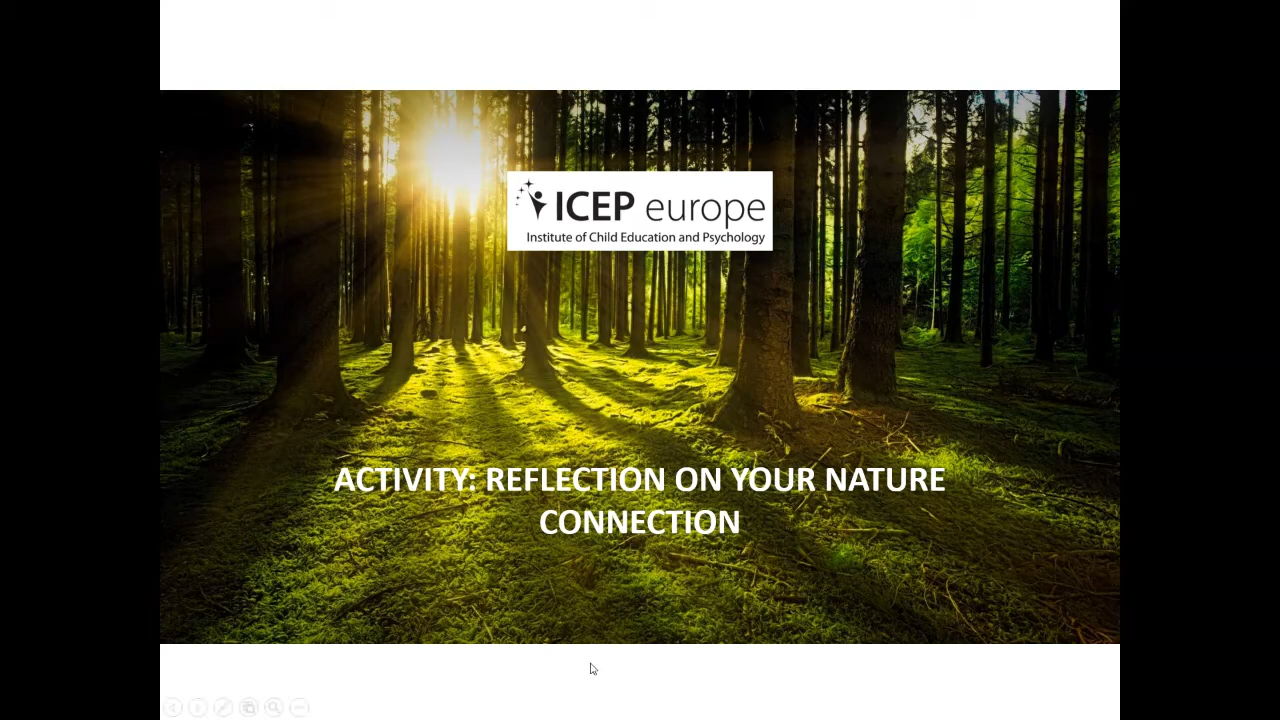 ICEP europe
Institute of Child Education and Psychology
ACTIVITY: REFLECTION ON YOUR NATURE
CONNECTION